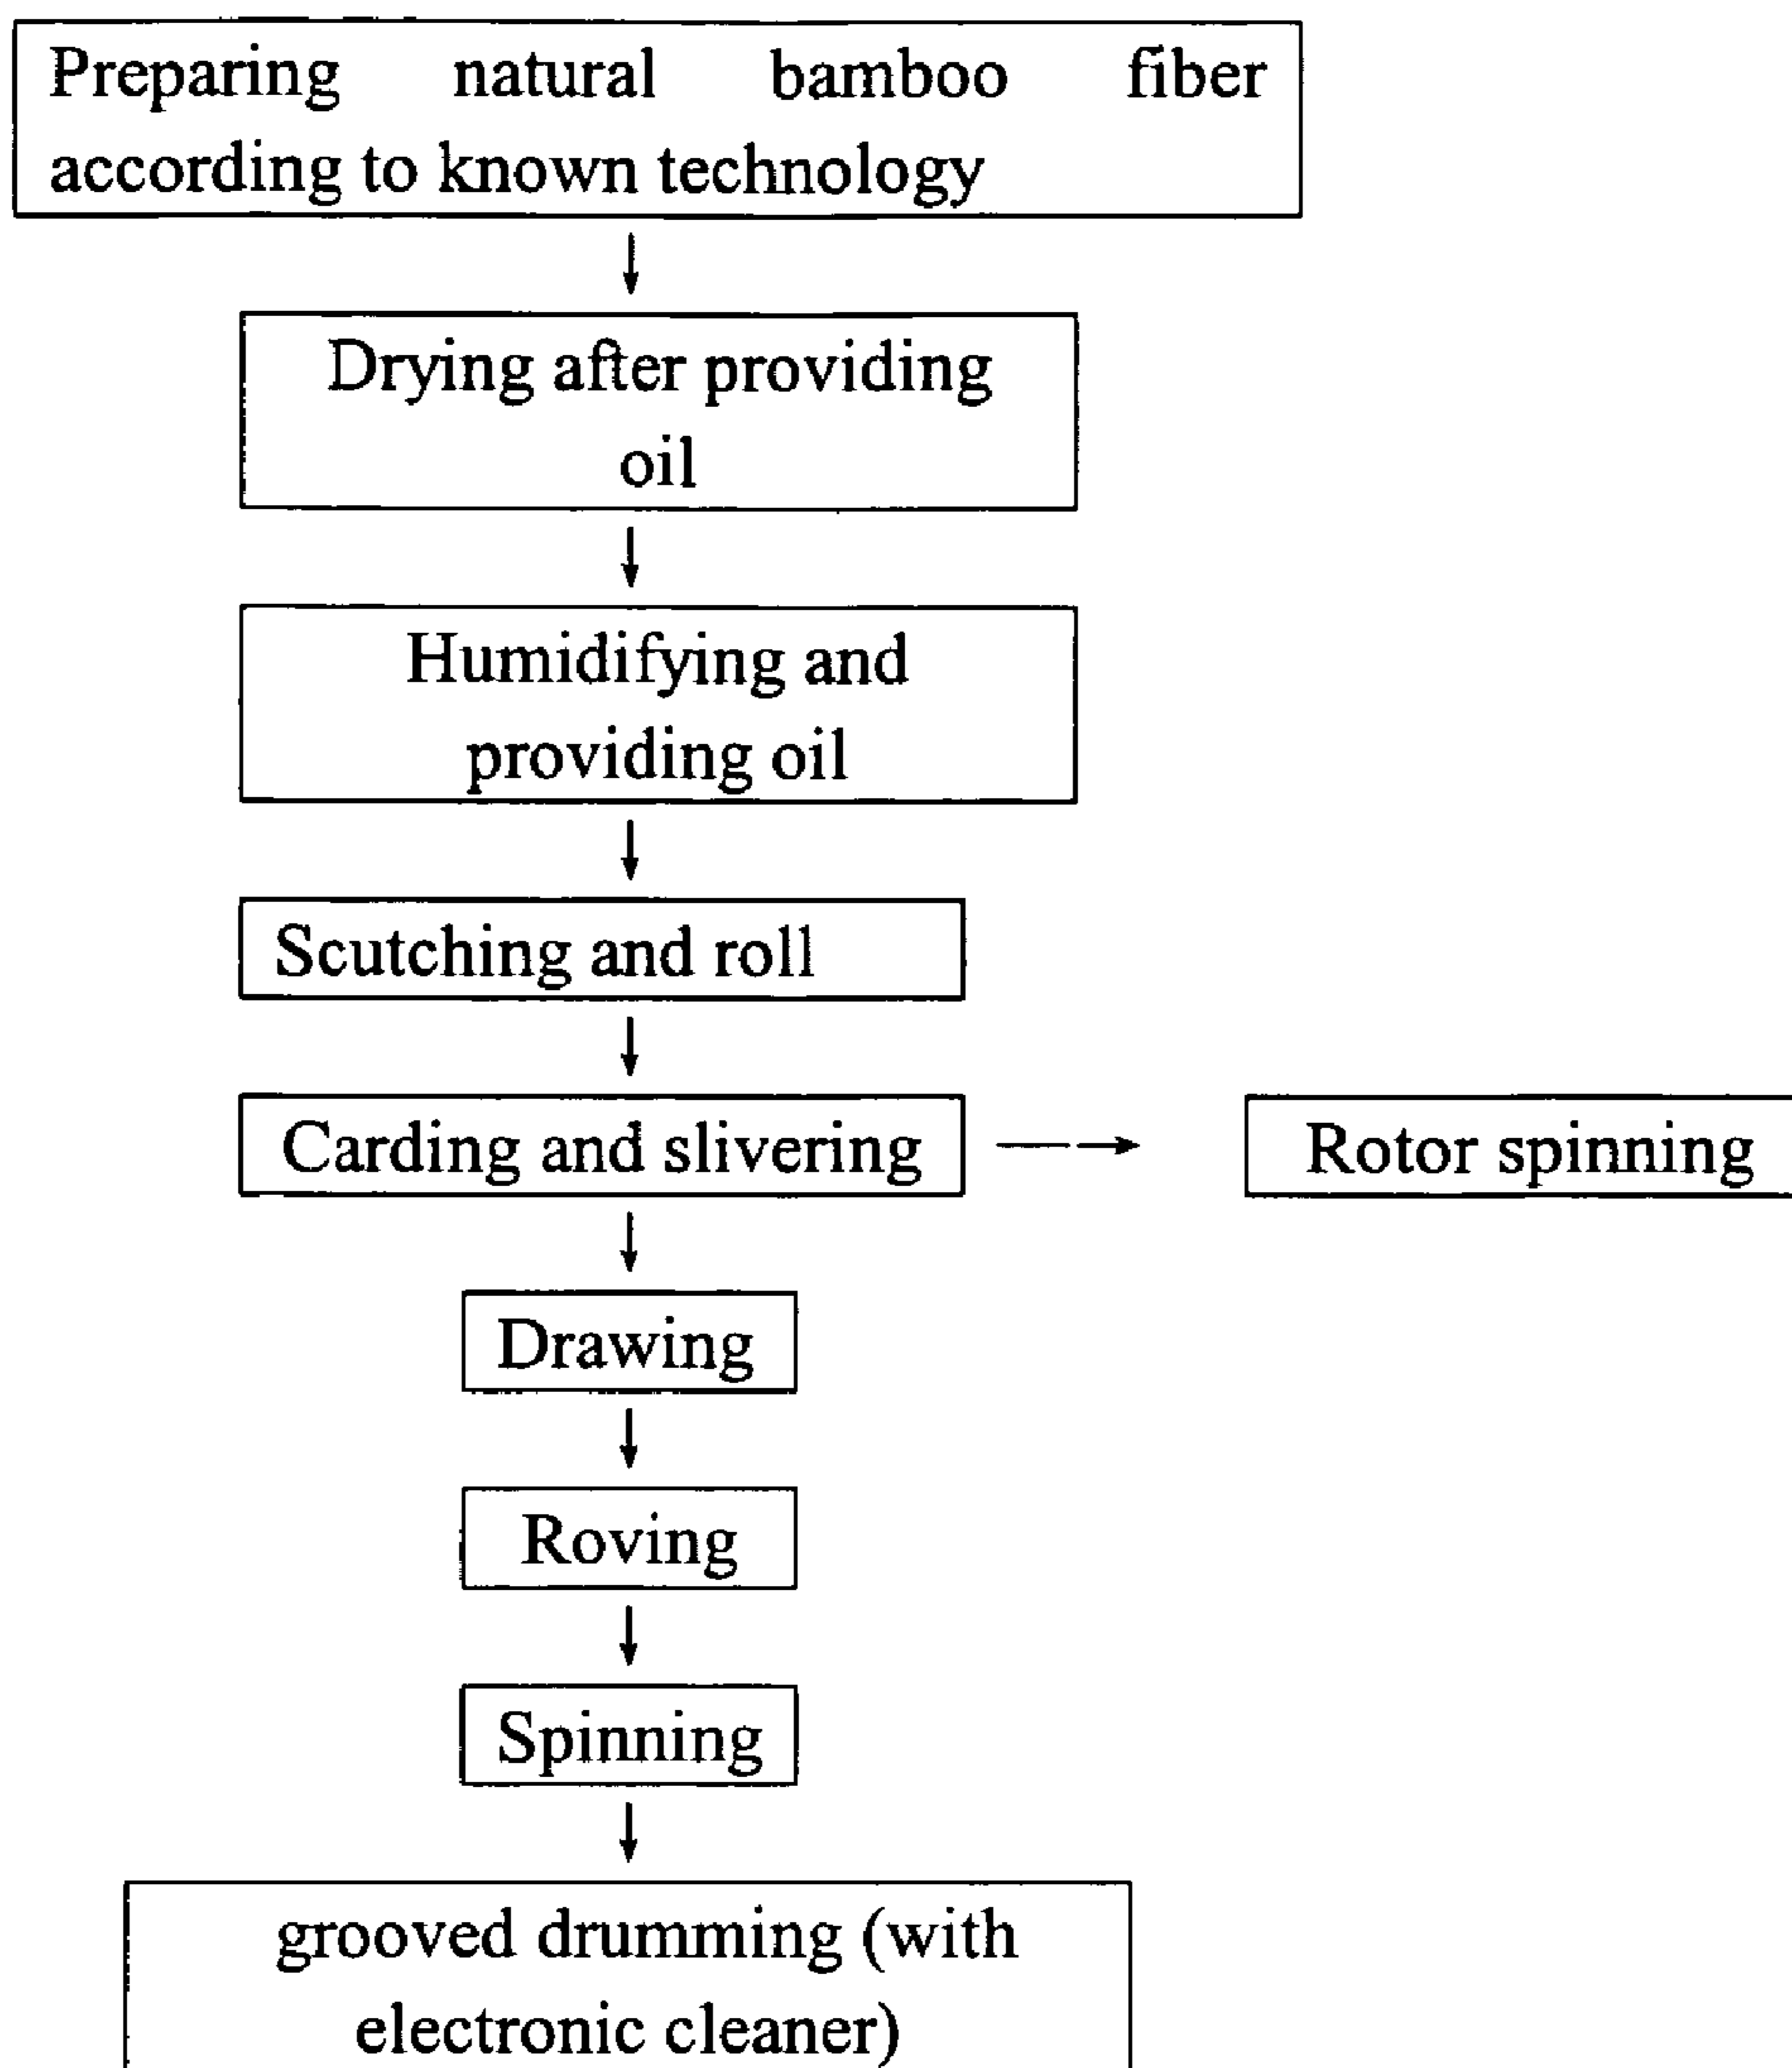 Preparing natural bamboo fiber
according to known technology
Drying after providing
oil
Humidifying and
providing oil
Scutching and roll
Carding and slivering
Rotor spinning
Drawing
Roving
Spinning
grooved drumming (with
electronic cleaner)